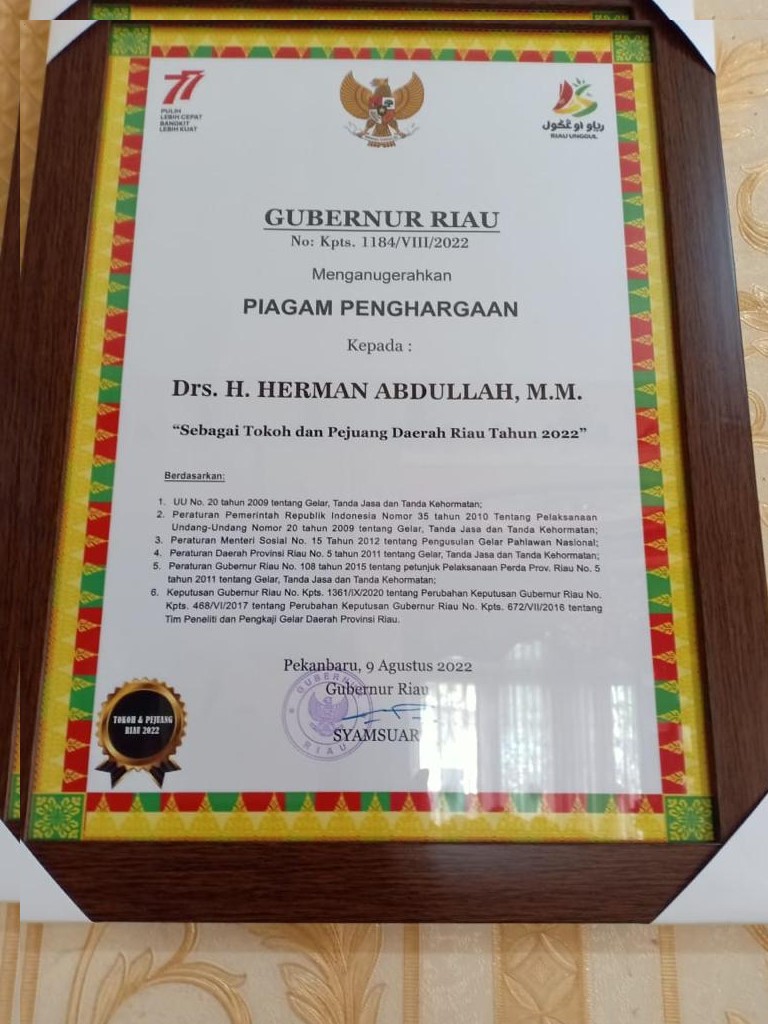 77
PULIH
LEBIH CEPAT
BANGKIT
LEBIH KUAT
رياو اوڠڬول
RIAU UNGGUL
GUBERNUR RIAU
No: Kpts. 1184/VIII/2022
Menganugerahkan
PIAGAM PENGHARGAAN
Kepada :
Drs. H. HERMAN ABDULLAH, M.M.
“Sebagai Tokoh dan Pejuang Daerah Riau Tahun 2022”
Berdasarkan:
1. UU No. 20 tahun 2009 tentang Gelar, Tanda Jasa dan Tanda Kehormatan;
2. Peraturan Pemerintah Republik Indonesia Nomor 35 tahun 2010 Tentang Pelaksanaan
Undang-Undang Nomor 20 tahun 2009 tentang Gelar, Tanda Jasa dan Tanda Kehormatan;
3. Peraturan Menteri Sosial No. 15 Tahun 2012 tentang Pengusulan Gelar Pahlawan Nasional;
4. Peraturan Daerah Provinsi Riau No. 5 tahun 2011 tentang Gelar, Tanda Jasa dan Tanda Kehormatan;
5. Peraturan Gubernur Riau No. 108 tahun 2015 tentang petunjuk Pelaksanaan Perda Prov. Riau No. 5
tahun 2011 tentang Gelar, Tanda Jasa dan Tanda Kehormatan;
6. Keputusan Gubernur Riau No. Kpts. 1361/IX/2020 tentang Perubahan Keputusan Gubernur Riau No.
Kpts. 468/VI/2017 tentang Perubahan Keputusan Gubernur Riau No. Kpts. 672/VII/2016 tentang
Tim Peneliti dan Pengkaji Gelar Daerah Provinsi Riau.
Pekanbaru, 9 Agustus 2022
Gubernur Riau
GUBERNUR
RIAU
SYAMSUAR
TOKOH & PEJUANG
RIAU 2022